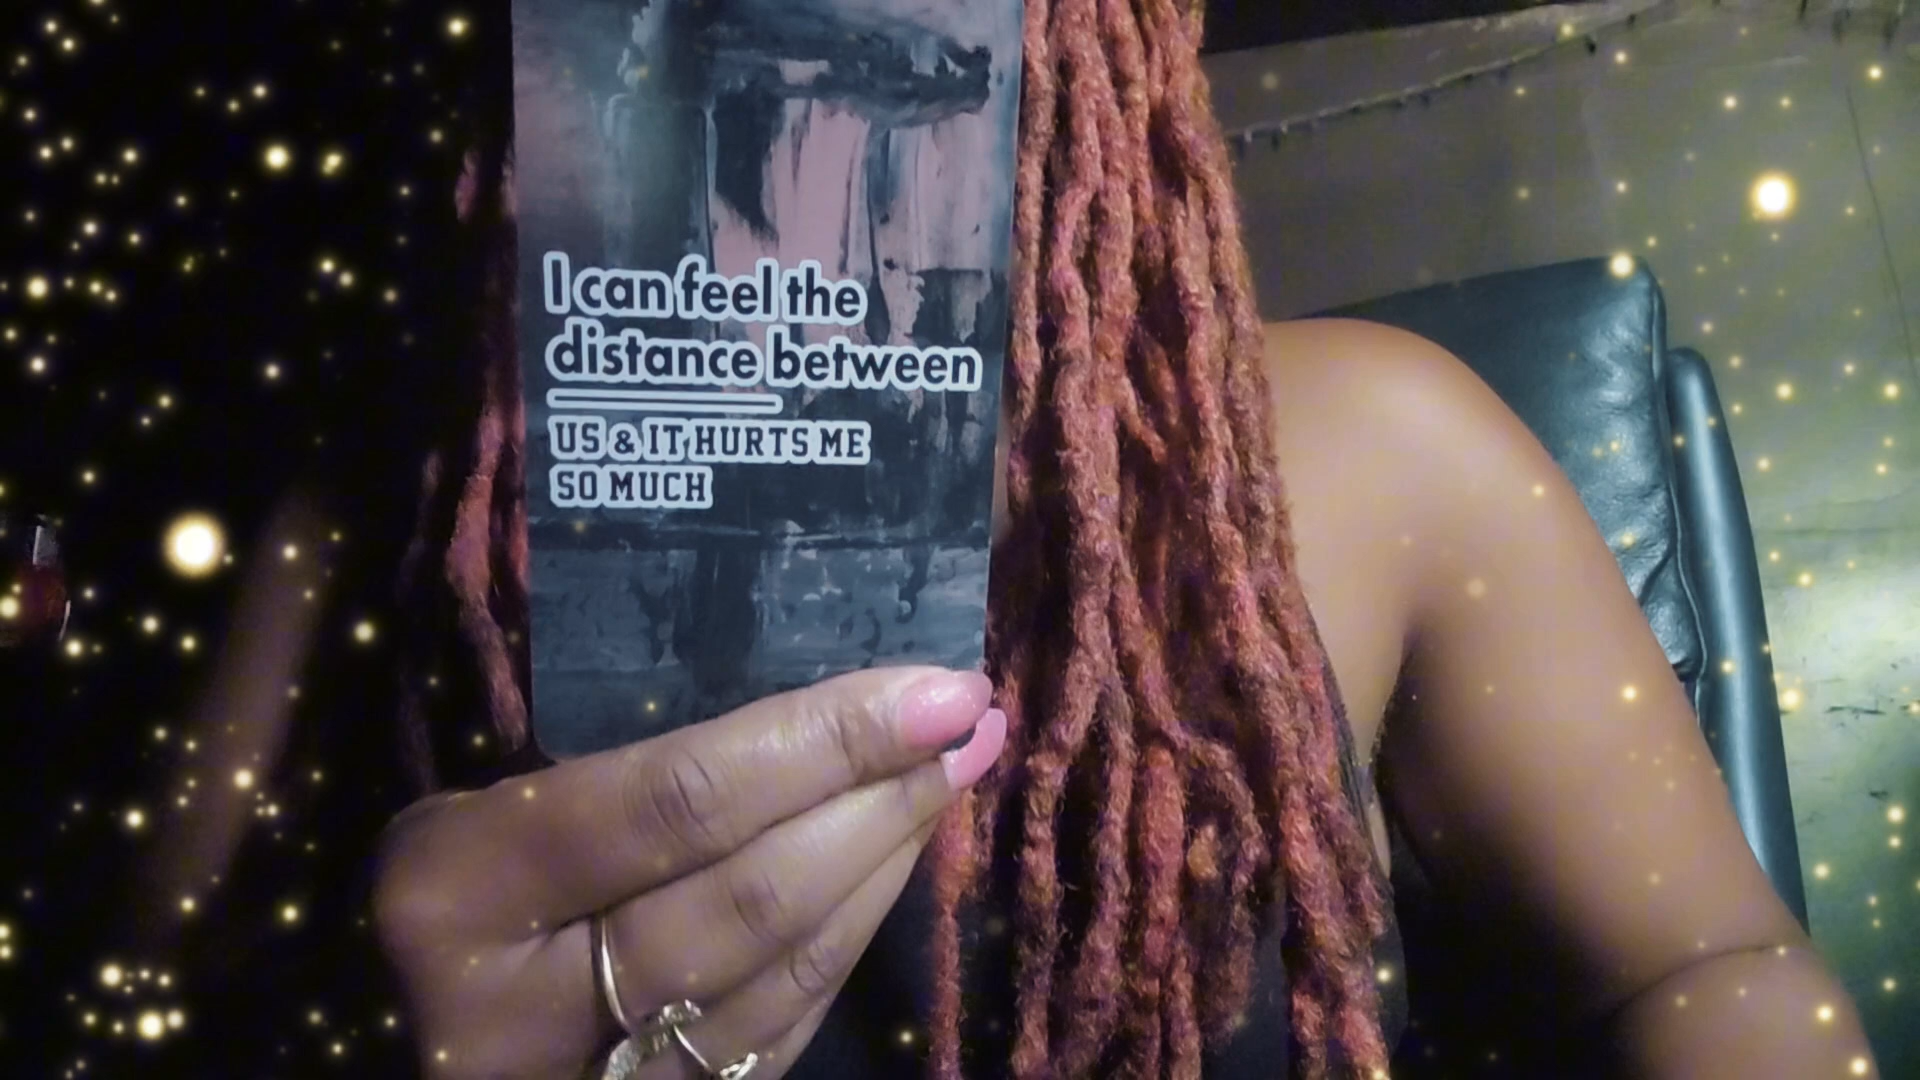 I can feel the
distance between
US & IT HURTS ME
SO MUCH